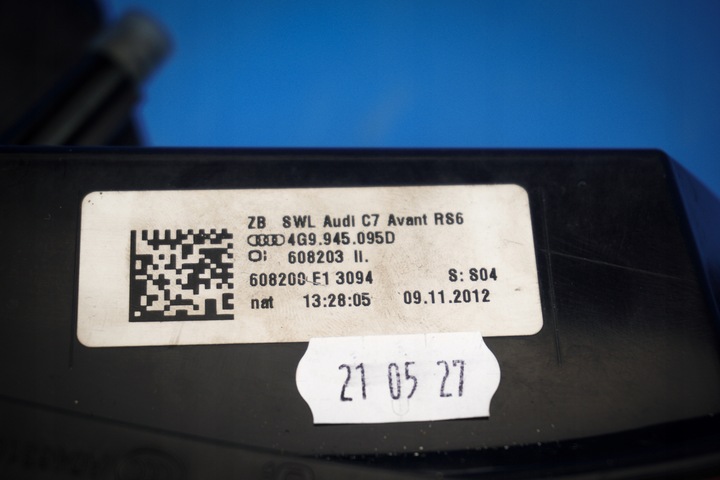 ZB SWL Audi C7 Avant RS6
4G9.945.095D
608203 II.
608200 E1 3094 S: S04
nat 13:28:05 09.11.2012
21 05 27